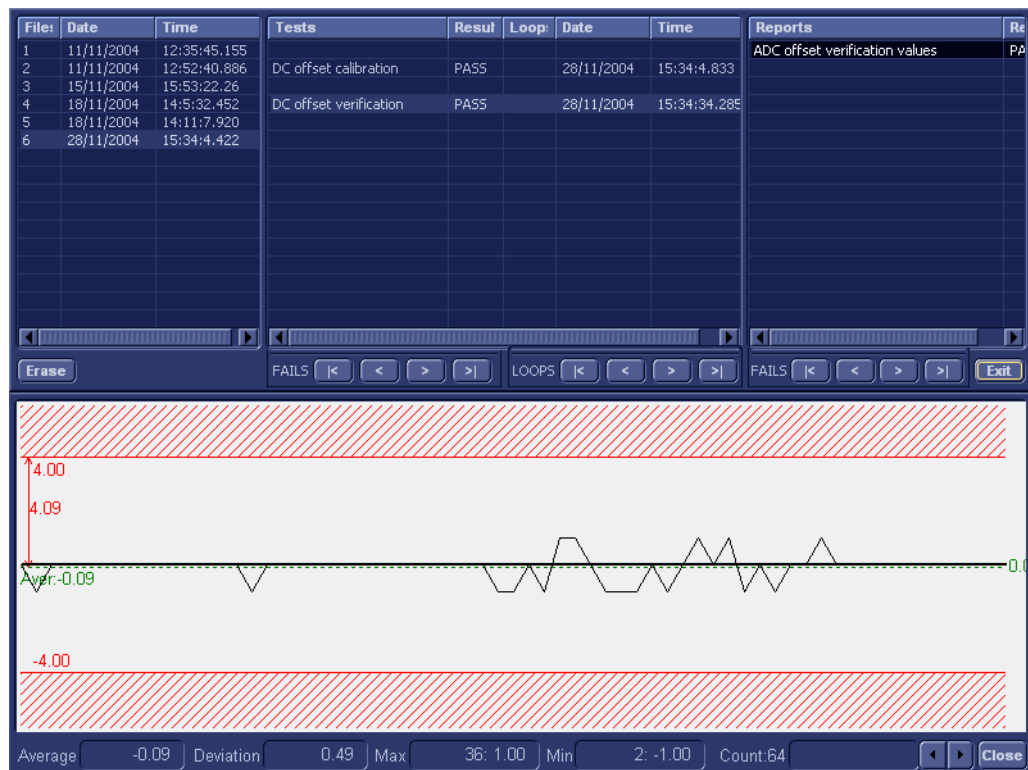 File: Date Time
1 11/11/2004 12:35:45.155
2 11/11/2004 12:52:40.886
3 15/11/2004 15:53:22.26
4 18/11/2004 14:5:32.452
5 18/11/2004 14:11:7.920
6 28/11/2004 15:34:4.422
Erase
Tests Resul Loop: Date Time
DC offset calibration PASS 28/11/2004 15:34:4.833
DC offset verification PASS 28/11/2004 15:34:34.285
FAILS |< < > >| LOOPS |< < > >|
Reports Re
ADC offset verification values PA
FAILS |< < > >| Exit
4.00
4.09
Aver:-0.09
0.0
-4.00
Average -0.09 Deviation 0.49 Max 36: 1.00 Min 2: -1.00 Count:64 Close